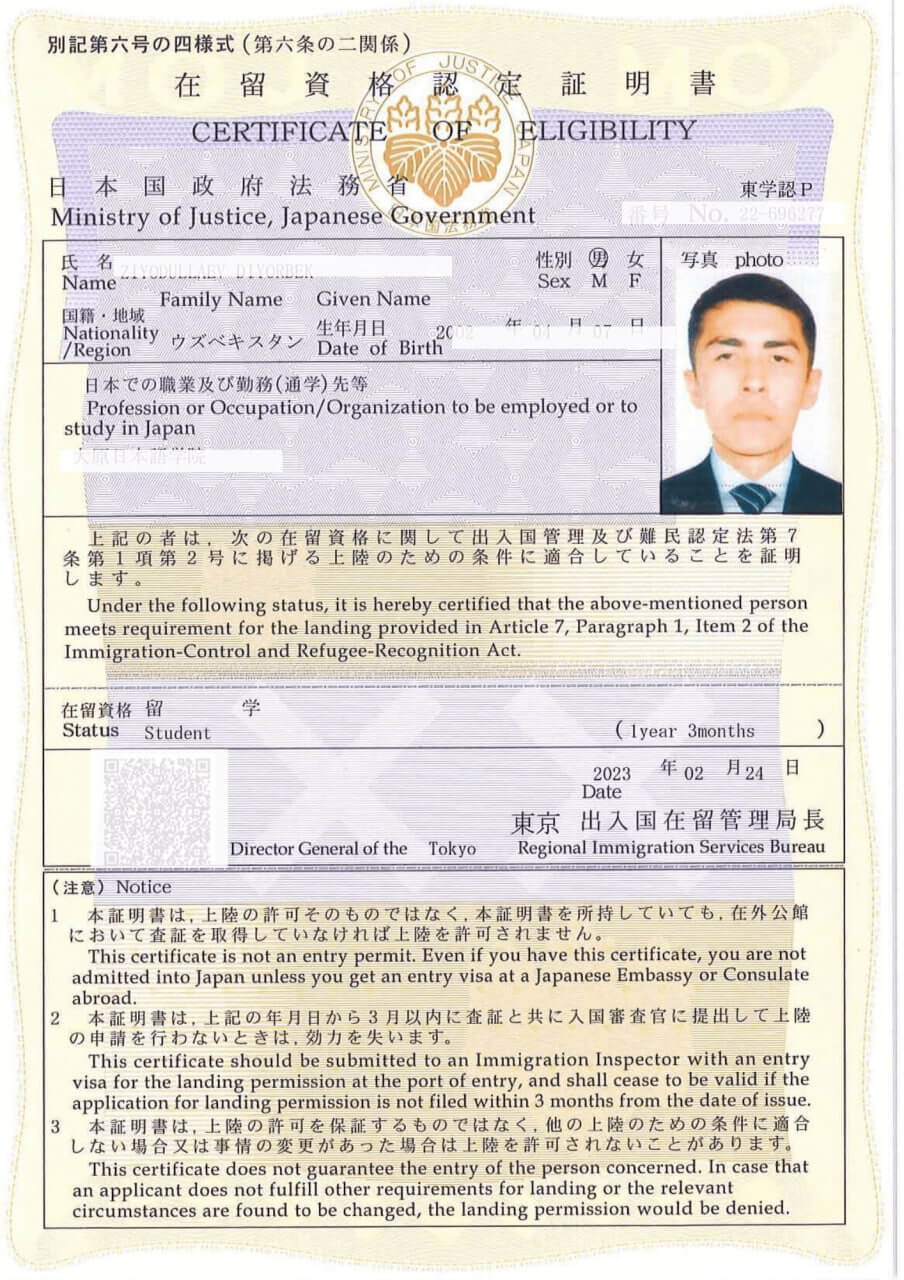 別記第六号の四様式(第六条の二関係)
在留資格認定証明書
CERTIFICATE OF ELIGIBILITY
MINISTRY OF JUSTICE JAPAN
日本国政府法務省
東学認P
Ministry of Justice, Japanese Government
番号 No.
氏名
Name
Family Name Given Name
性別 男 女
Sex M F
写真 photo
国籍・地域
Nationality
/Region
ウズベキスタン
生年月日
Date of Birth
年 月 日
日本での職業及び勤務(通学)先等
Profession or Occupation/Organization to be employed or to
study in Japan
上記の者は,次の在留資格に関して出入国管理及び難民認定法第7
条第1項第2号に掲げる上陸のための条件に適合していることを証明
します。
Under the following status, it is hereby certified that the above-mentioned person
meets requirement for the landing provided in Article 7, Paragraph 1, Item 2 of the
Immigration-Control and Refugee-Recognition Act.
在留資格 留学
Status Student (1year 3months )
2023 年 02 月 24 日
Date
東京 出入国在留管理局長
Director General of the Tokyo Regional Immigration Services Bureau
(注意) Notice
1 本証明書は,上陸の許可そのものではなく,本証明書を所持していても,在外公館
において査証を取得していなければ上陸を許可されません。
This certificate is not an entry permit. Even if you have this certificate, you are not
admitted into Japan unless you get an entry visa at a Japanese Embassy or Consulate
abroad.
2 本証明書は,上記の年月日から3月以内に査証と共に入国審査官に提出して上陸
の申請を行わないときは,効力を失います。
This certificate should be submitted to an Immigration Inspector with an entry
visa for the landing permission at the port of entry, and shall cease to be valid if the
application for landing permission is not filed within 3 months from the date of issue.
3 本証明書は,上陸の許可を保証するものではなく,他の上陸のための条件に適合
しない場合又は事情の変更があった場合は上陸を許可されないことがあります。
This certificate does not guarantee the entry of the person concerned. In case that
an applicant does not fulfill other requirements for landing or the relevant
circumstances are found to be changed, the landing permission would be denied.